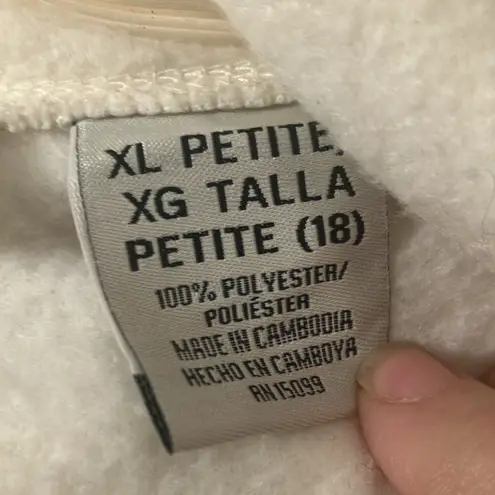 XL PETITE,
XG TALLA
PETITE (18)
100% POLYESTER/
POLIÉSTER
MADE IN CAMBODIA
HECHO EN CAMBOYA
RN 15099